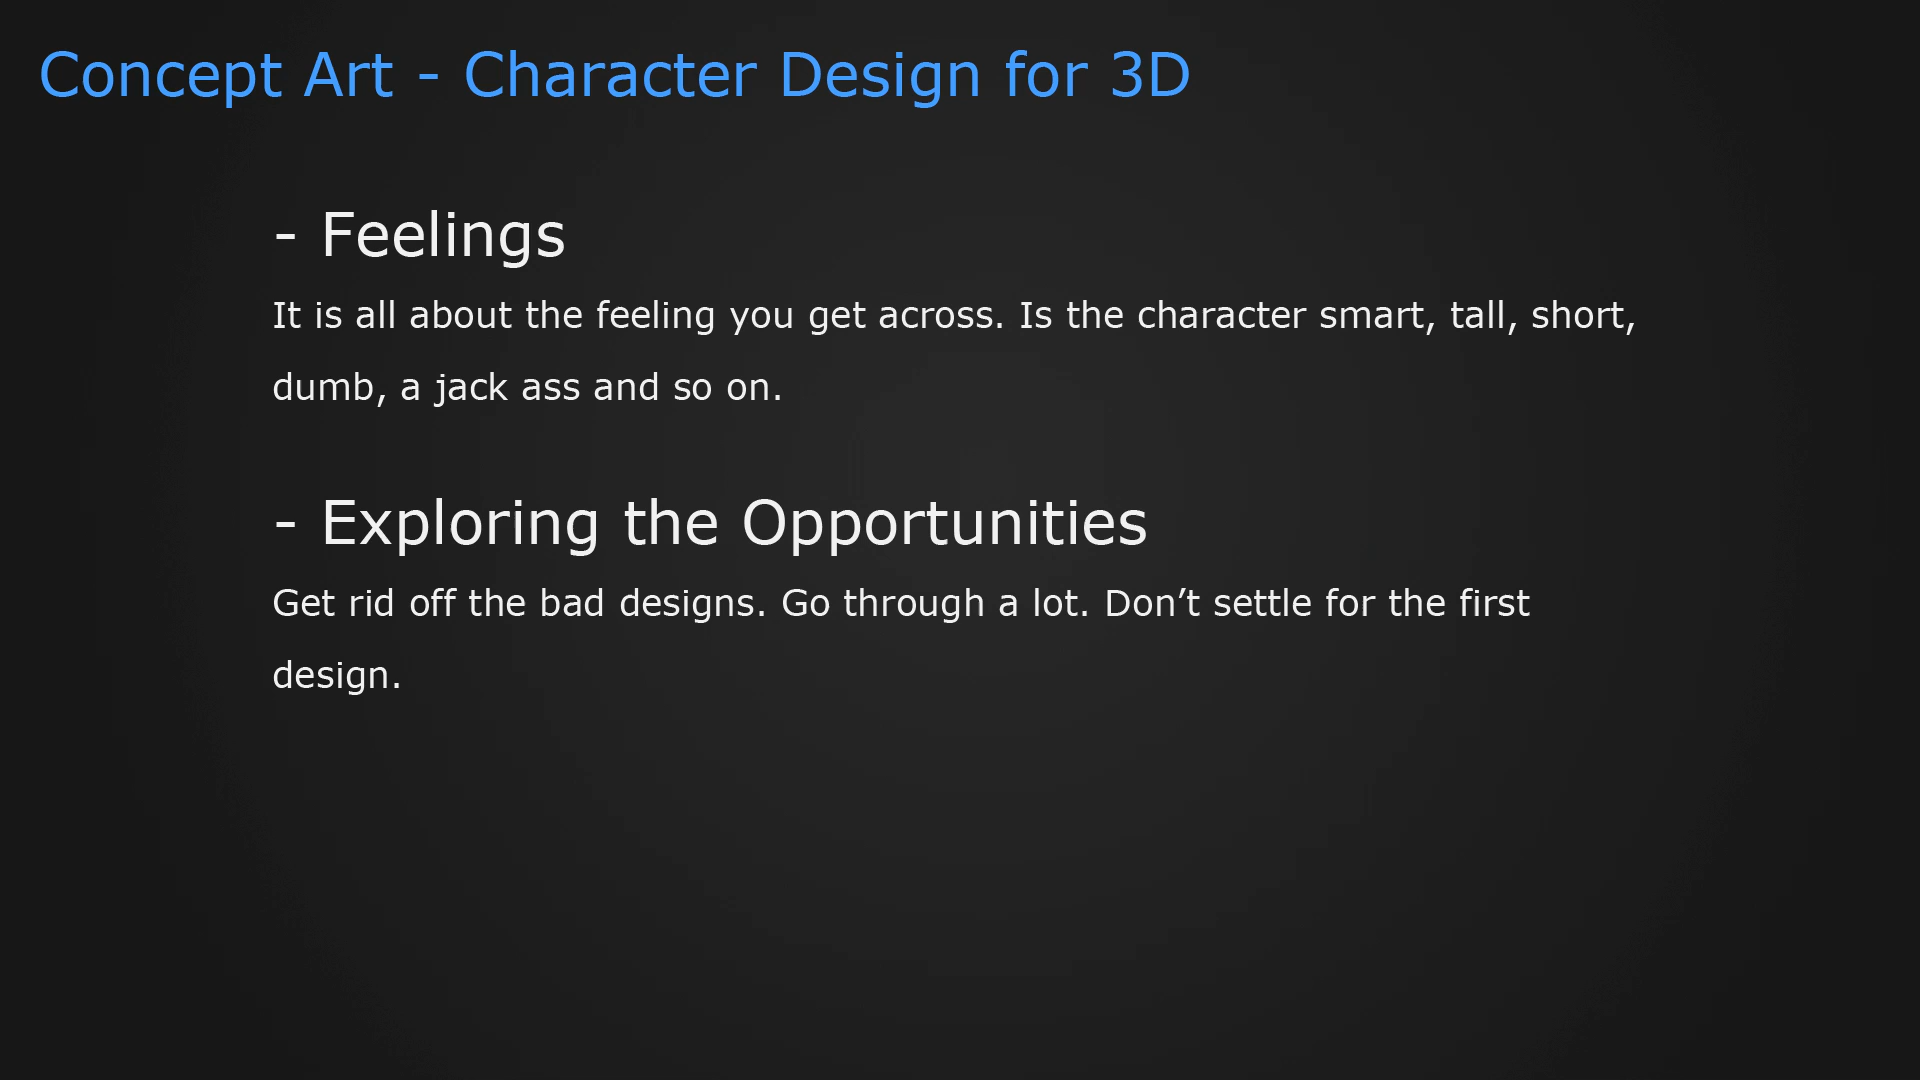 Concept Art - Character Design for 3D
- Feelings
It is all about the feeling you get across. Is the character smart, tall, short,
dumb, a jack ass and so on.
- Exploring the Opportunities
Get rid off the bad designs. Go through a lot. Don’t settle for the first
design.